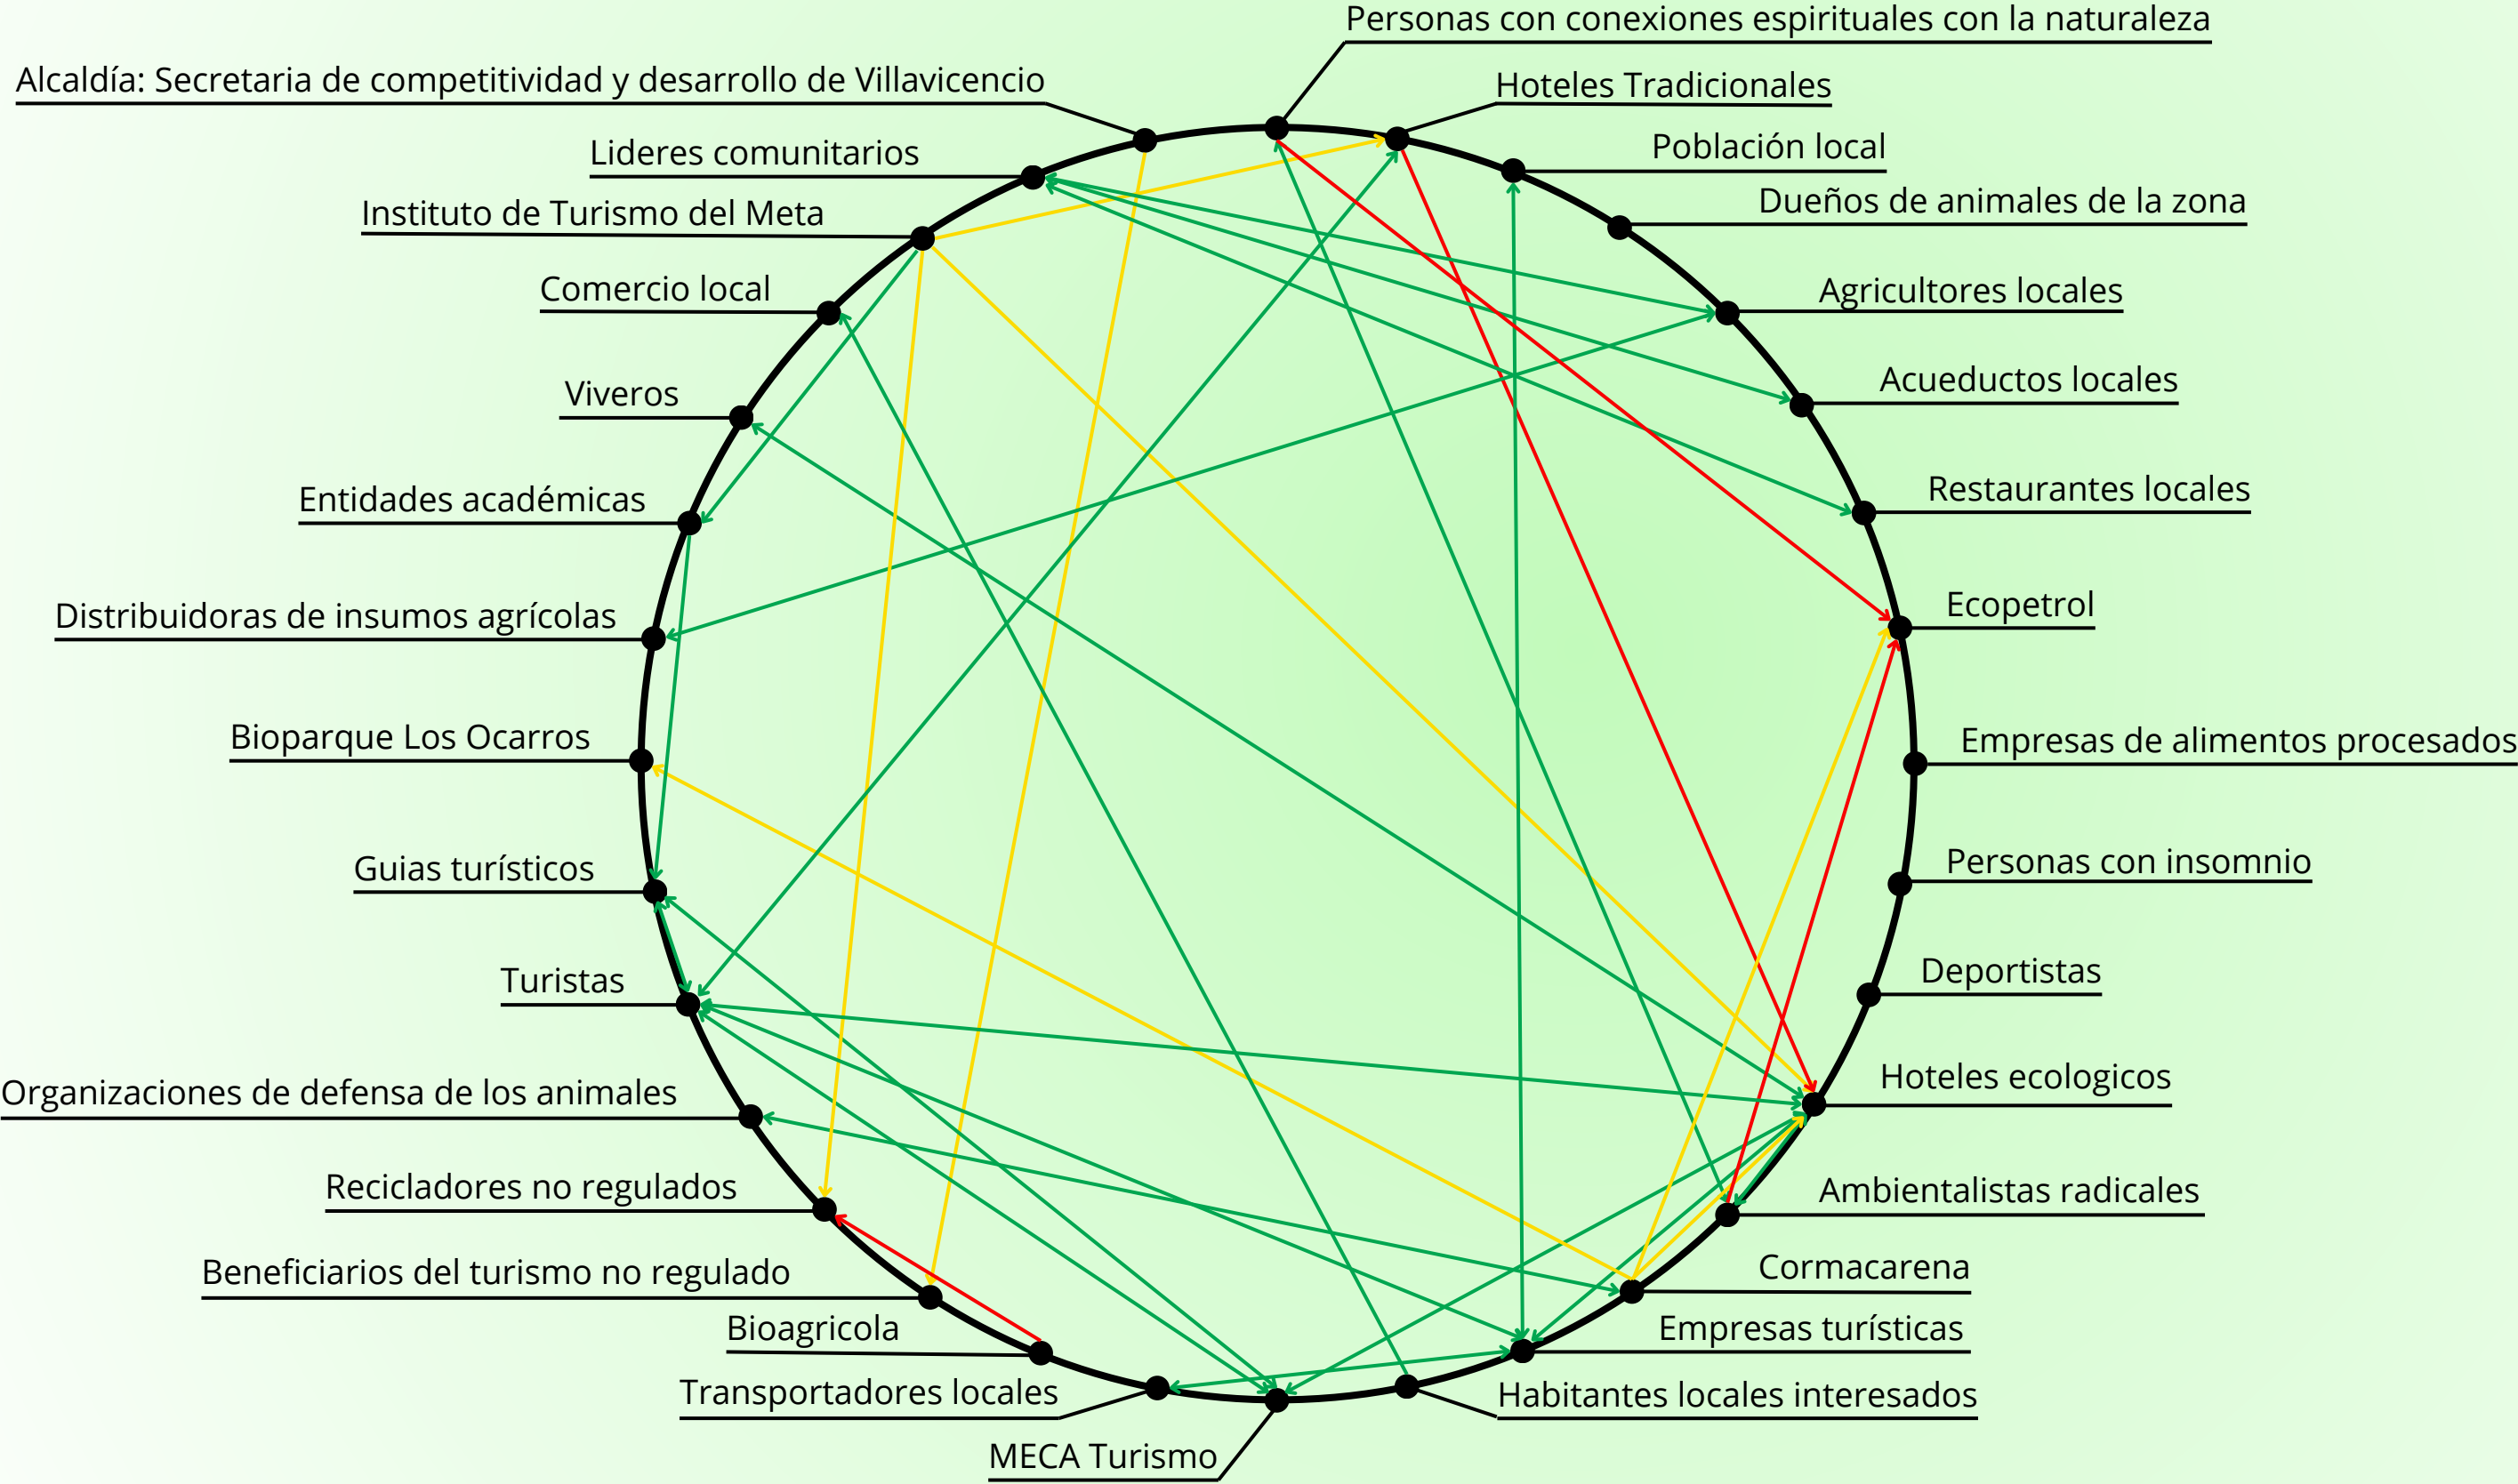 Personas con conexiones espirituales con la naturaleza
Alcaldía: Secretaria de competitividad y desarrollo de Villavicencio
Hoteles Tradicionales
Lideres comunitarios
Población local
Instituto de Turismo del Meta
Dueños de animales de la zona
Comercio local
Agricultores locales
Viveros
Acueductos locales
Entidades académicas
Restaurantes locales
Distribuidoras de insumos agrícolas
Ecopetrol
Bioparque Los Ocarros
Empresas de alimentos procesados
Guias turísticos
Personas con insomnio
Turistas
Deportistas
Organizaciones de defensa de los animales
Hoteles ecologicos
Recicladores no regulados
Ambientalistas radicales
Beneficiarios del turismo no regulado
Cormacarena
Bioagricola
Empresas turísticas
Transportadores locales
Habitantes locales interesados
MECA Turismo